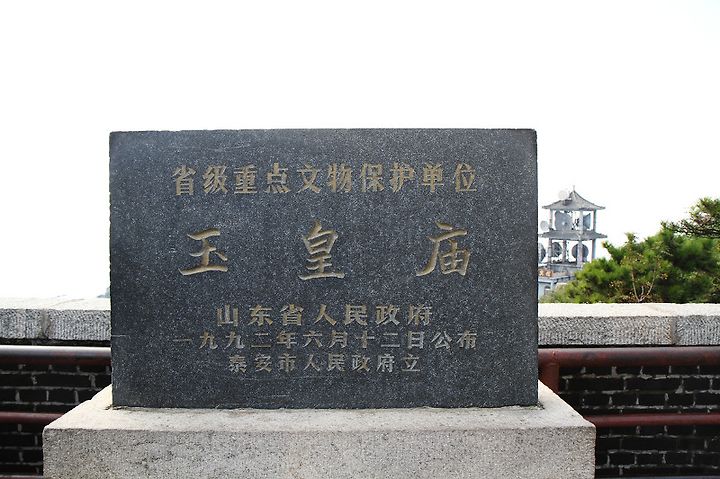 省级重点文物保护单位
玉皇庙
山东省人民政府
一九九二年六月十二日公布
泰安市人民政府立